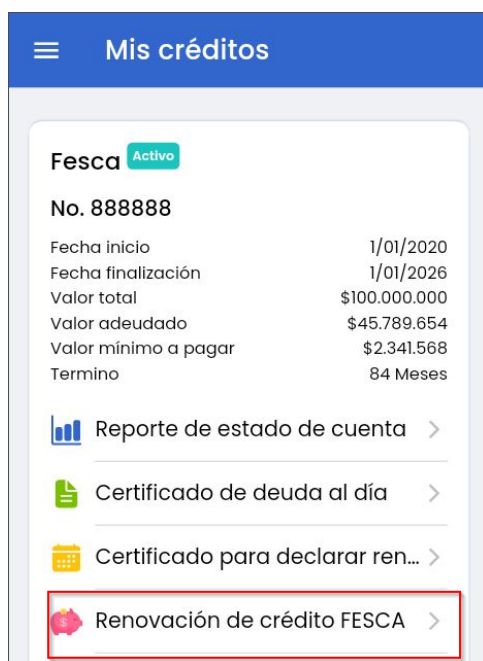 Mis créditos
Fesca Activo
No. 888888
Fecha inicio 1/01/2020
Fecha finalización 1/01/2026
Valor total $100.000.000
Valor adeudado $45.789.654
Valor mínimo a pagar $2.341.568
Termino 84 Meses
Reporte de estado de cuenta
Certificado de deuda al día
Certificado para declarar ren...
Renovación de crédito FESCA